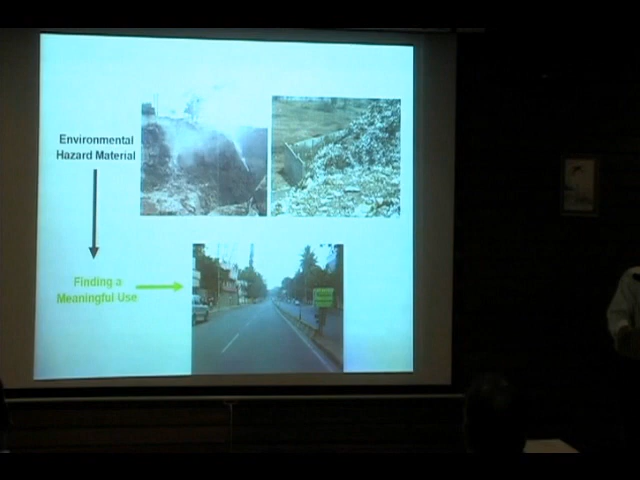 Environmental
Hazard Material
Finding a
Meaningful Use